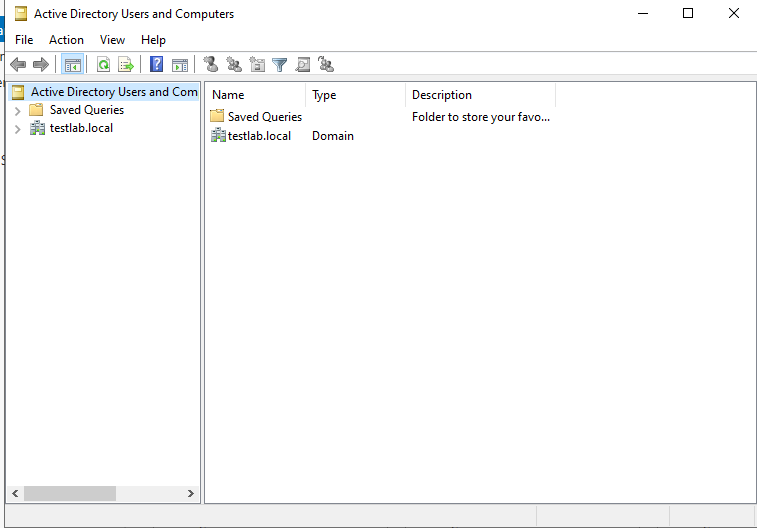 Active Directory Users and Computers
File Action View Help
Active Directory Users and Com
Saved Queries
testlab.local
Name Type Description
Saved Queries Folder to store your favo...
testlab.local Domain